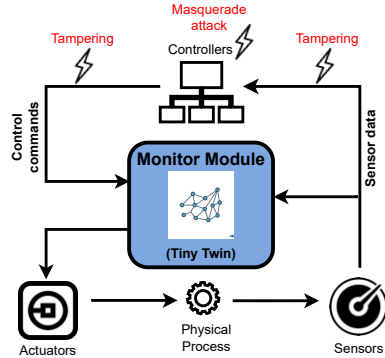 Masquerade
attack
Tampering
Tampering
Controllers
Control
commands
Sensor data
Monitor Module
(Tiny Twin)
Actuators
Physical
Process
Sensors